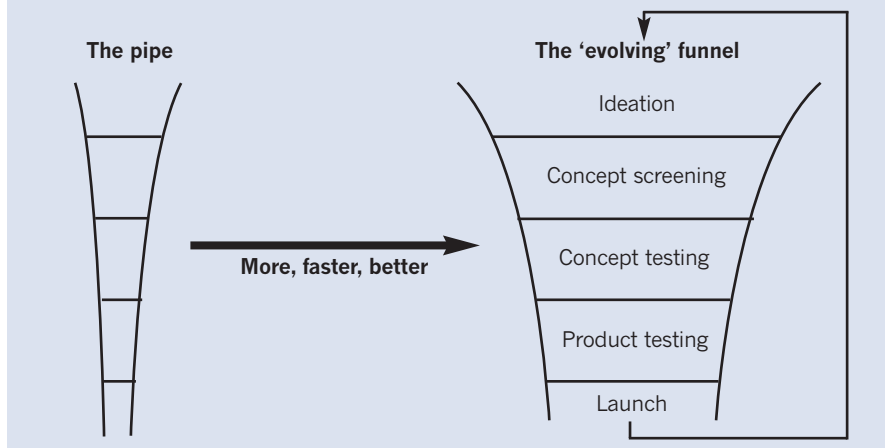 The pipe
The ‘evolving’ funnel
Ideation
Concept screening
Concept testing
More, faster, better
Product testing
Launch